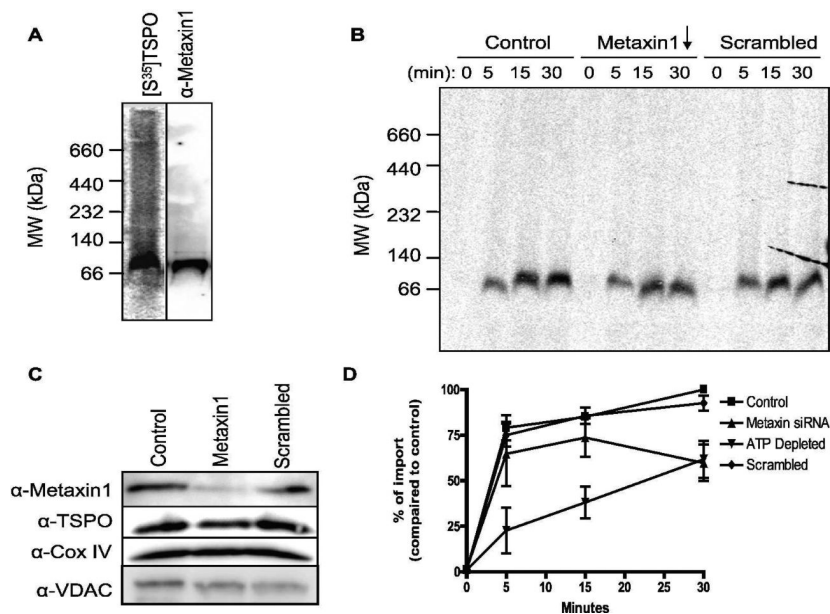 A
[S35]TSPO
α-Metaxin1
MW (kDa)
660
440
232
140
66
B
Control Metaxin1↓ Scrambled
(min): 0 5 15 30 0 5 15 30 0 5 15 30
MW (kDa)
660
440
232
140
66
C
Control
Metaxin1
Scrambled
α-Metaxin1
α-TSPO
α-Cox IV
α-VDAC
D
% of import
(compaired to control)
100
75
50
25
0
0 5 10 15 20 25 30
Minutes
Control
Metaxin siRNA
ATP Depleted
Scrambled